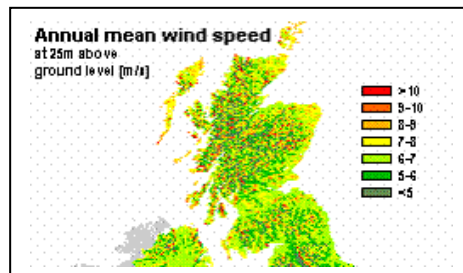 Annual mean wind speed
at 25m above
ground level [m/s]
>10
9-10
8-9
7-8
6-7
5-6
<5